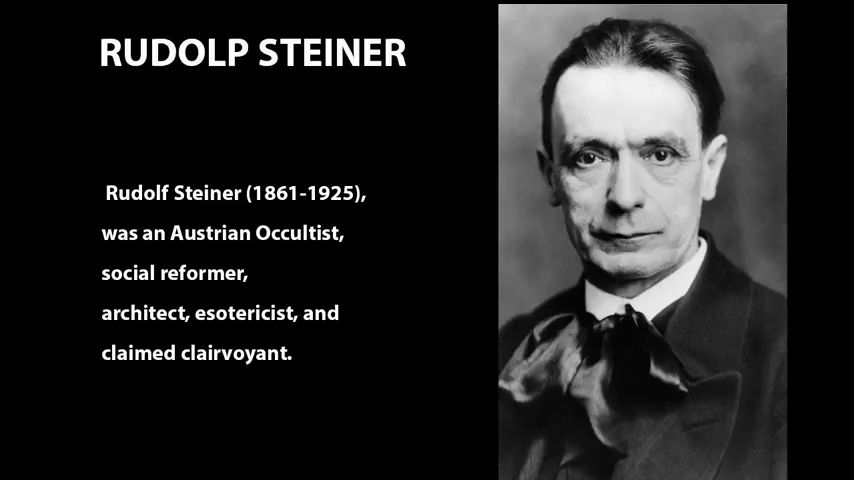 RUDOLP STEINER
Rudolf Steiner (1861-1925),
was an Austrian Occultist,
social reformer,
architect, esotericist, and
claimed clairvoyant.